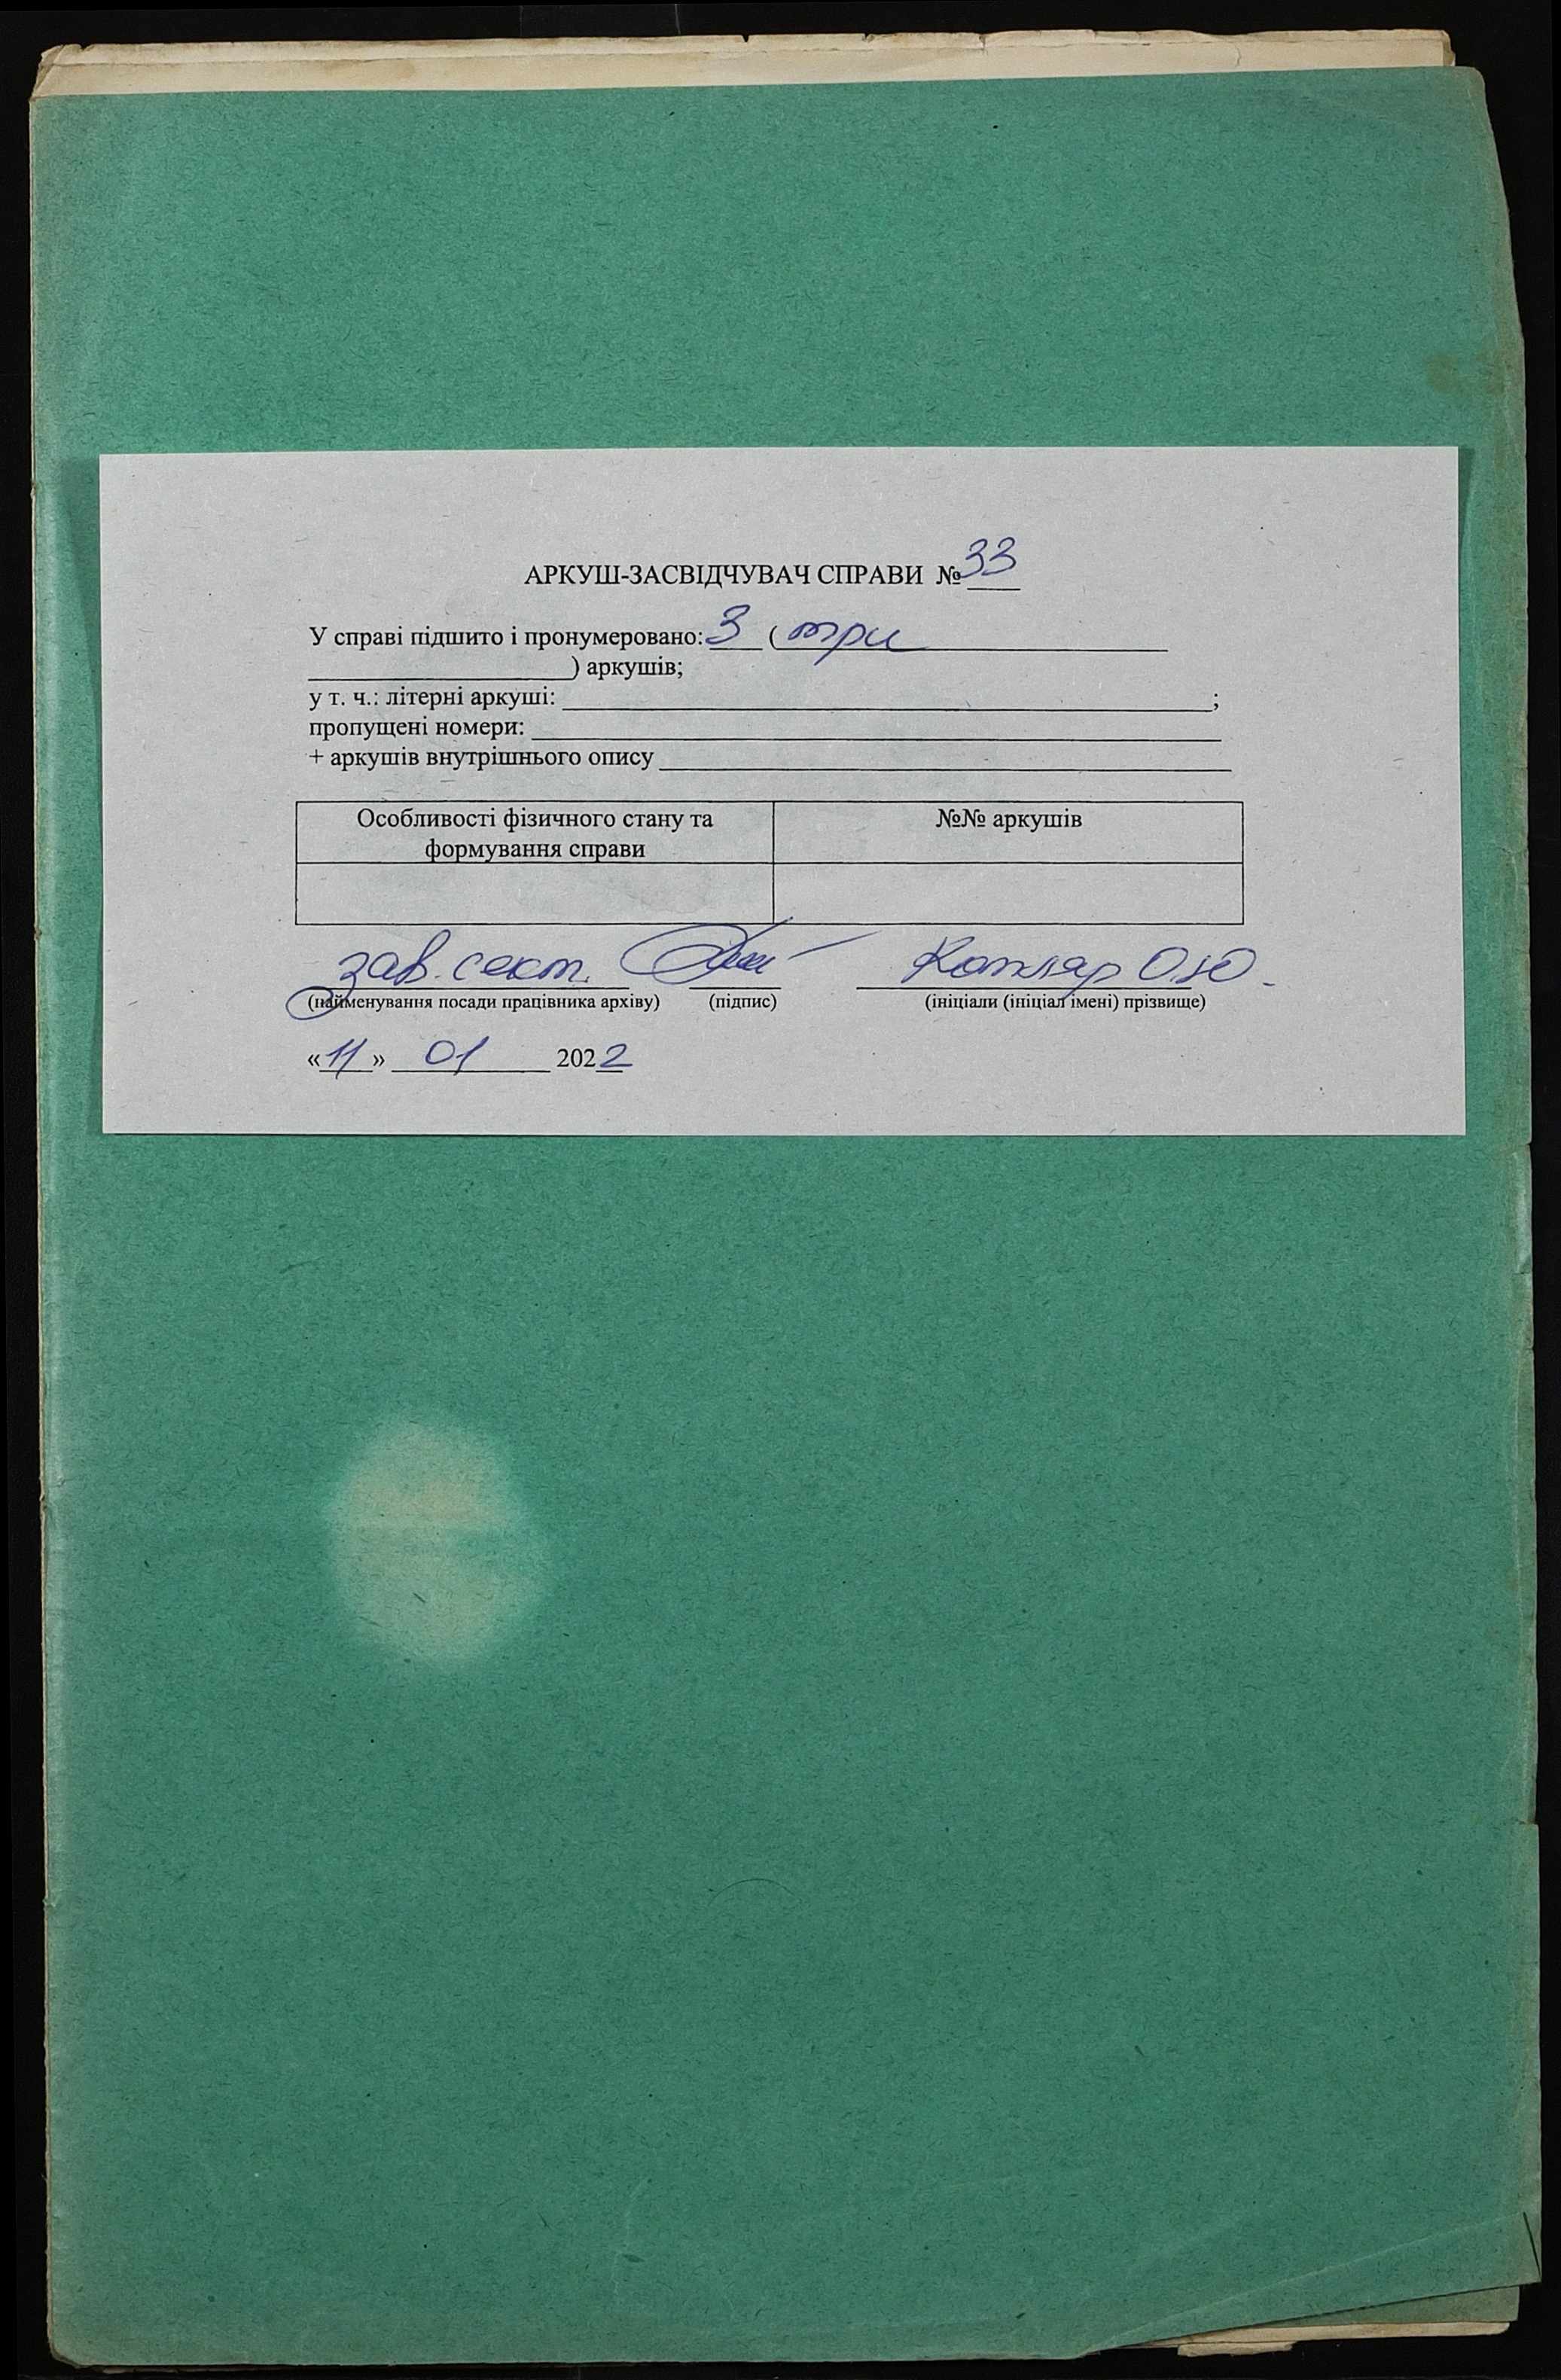 АРКУШ-ЗАСВІДЧУВАЧ СПРАВИ № 33
У справі підшито і пронумеровано: 3 ( три
) аркушів;
у т. ч.: літерні аркуші: ;
пропущені номери:
+ аркушів внутрішнього опису
Особливості фізичного стану та
формування справи
№№ аркушів
зав. сект. Котляр О.Ю.
(найменування посади працівника архіву) (підпис) (ініціали (ініціал імені) прізвище)
«11» 01 2022